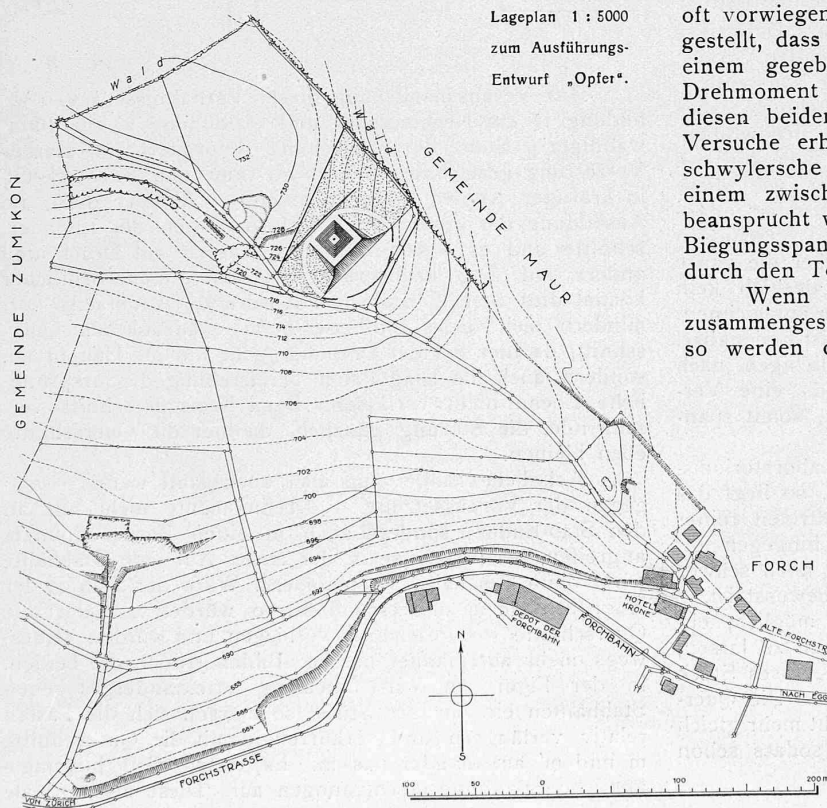 Lageplan 1 : 5000
zum Ausführungs-
Entwurf „Opfer“.
oft vorwiegen
gestellt, dass
einem gegeb
Drehmoment
diesen beider
Versuche erh
schwylersche
einem zwisch
beansprucht w
Biegungsspan
durch den To
Wenn
zusammenges
so werden d
Wald
Wald
GEMEINDE ZUMIKON
GEMEINDE MAUR
732
730
728
726
724
722
720
718
716
714
712
710
708
706
704
702
700
698
696
694
692
690
FORCH
HOTEL
„KRONE“
DEPOT DER
FORCHBAHN
FORCHBAHN
ALTE FORCHSTR
NACH EGG
N
S
FORCHSTRASSE
VON ZÜRICH
100 50 0 100 200 m
t mehr
sodass schon